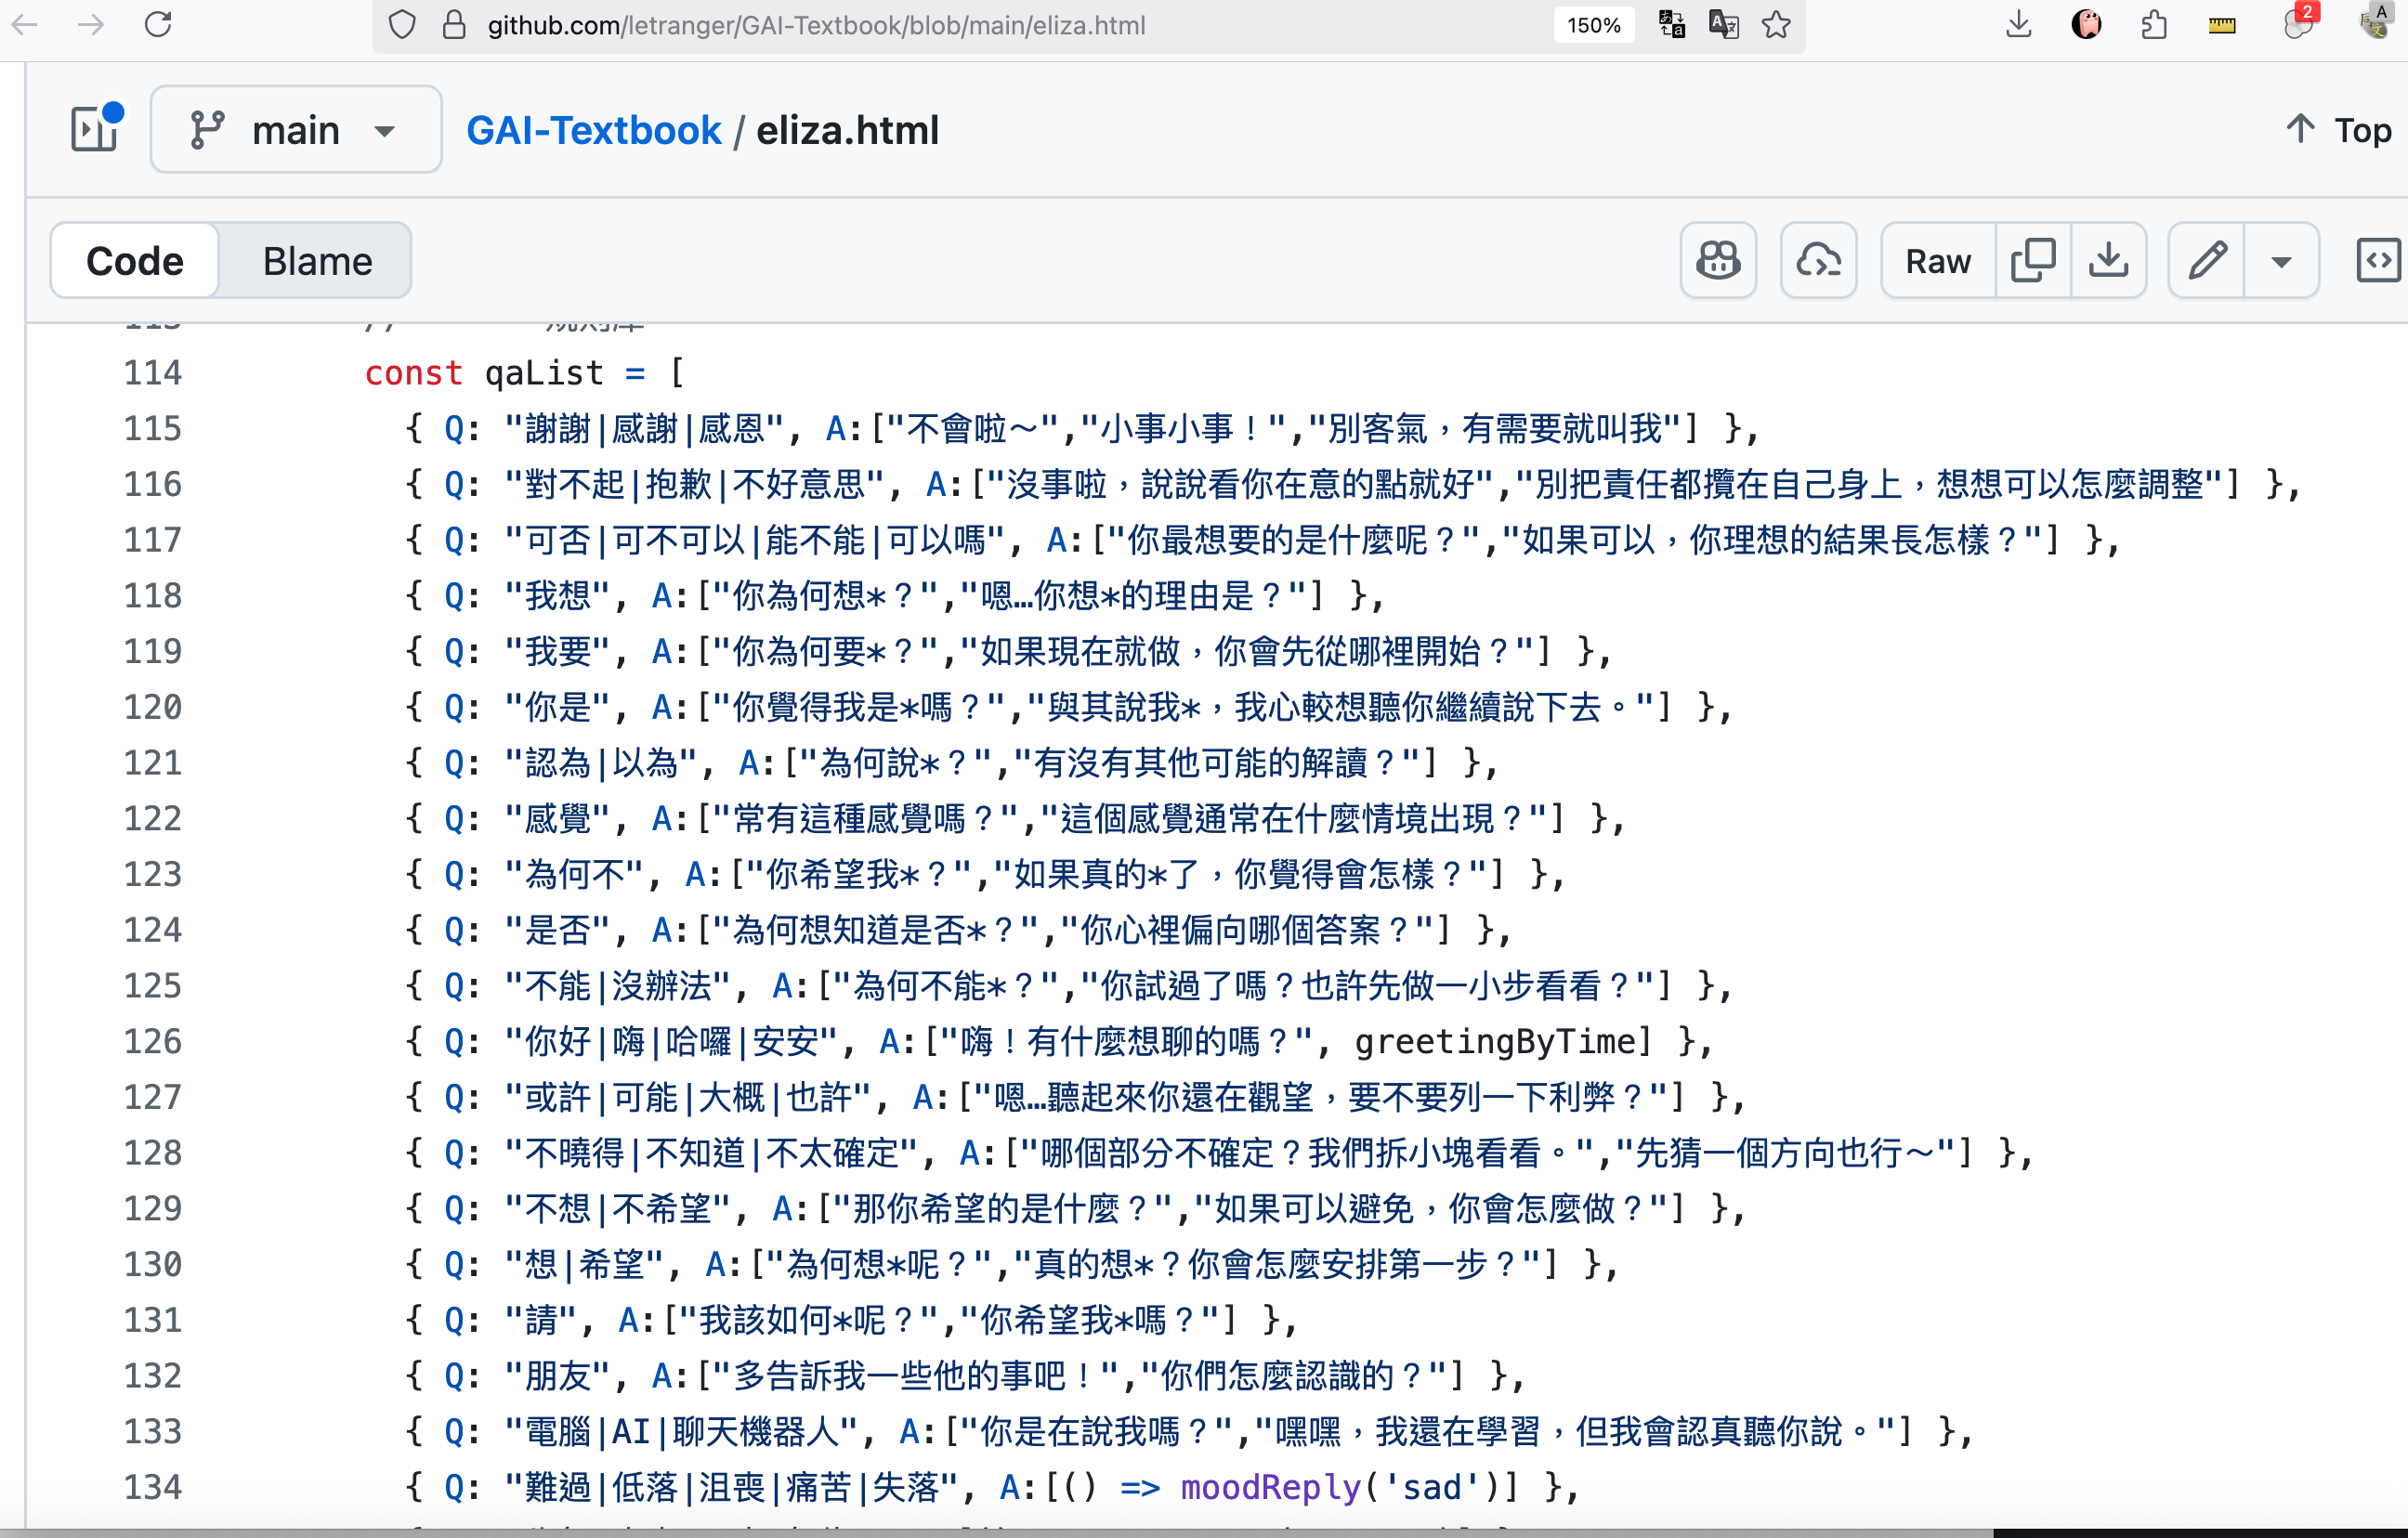 github.com/letranger/GAI-Textbook/blob/main/eliza.html 150% 2 A
main GAI-Textbook / eliza.html Top
Code Blame Raw
114 const qaList = [
115 { Q: "謝謝|感謝|感恩", A:["不會啦～","小事小事！","別客氣，有需要就叫我"] },
116 { Q: "對不起|抱歉|不好意思", A:["沒事啦，說說看你在意的點就好","別把責任都攬在自己身上，想想可以怎麼調整"] },
117 { Q: "可否|可不可以|能不能|可以嗎", A:["你最想要的是什麼呢？","如果可以，你理想的結果長怎樣？"] },
118 { Q: "我想", A:["你為何想*？","嗯…你想*的理由是？"] },
119 { Q: "我要", A:["你為何要*？","如果現在就做，你會先從哪裡開始？"] },
120 { Q: "你是", A:["你覺得我是*嗎？","與其說我*，我心較想聽你繼續說下去。"] },
121 { Q: "認為|以為", A:["為何說*？","有沒有其他可能的解讀？"] },
122 { Q: "感覺", A:["常有這種感覺嗎？","這個感覺通常在什麼情境出現？"] },
123 { Q: "為何不", A:["你希望我*？","如果真的*了，你覺得會怎樣？"] },
124 { Q: "是否", A:["為何想知道是否*？","你心裡偏向哪個答案？"] },
125 { Q: "不能|沒辦法", A:["為何不能*？","你試過了嗎？也許先做一小步看看？"] },
126 { Q: "你好|嗨|哈囉|安安", A:["嗨！有什麼想聊的嗎？", greetingByTime] },
127 { Q: "或許|可能|大概|也許", A:["嗯…聽起來你還在觀望，要不要列一下利弊？"] },
128 { Q: "不曉得|不知道|不太確定", A:["哪個部分不確定？我們拆小塊看看。","先猜一個方向也行～"] },
129 { Q: "不想|不希望", A:["那你希望的是什麼？","如果可以避免，你會怎麼做？"] },
130 { Q: "想|希望", A:["為何想*呢？","真的想*？你會怎麼安排第一步？"] },
131 { Q: "請", A:["我該如何*呢？","你希望我*嗎？"] },
132 { Q: "朋友", A:["多告訴我一些他的事吧！","你們怎麼認識的？"] },
133 { Q: "電腦|AI|聊天機器人", A:["你是在說我嗎？","嘿嘿，我還在學習，但我會認真聽你說。"] },
134 { Q: "難過|低落|沮喪|痛苦|失落", A:[() => moodReply('sad')] },